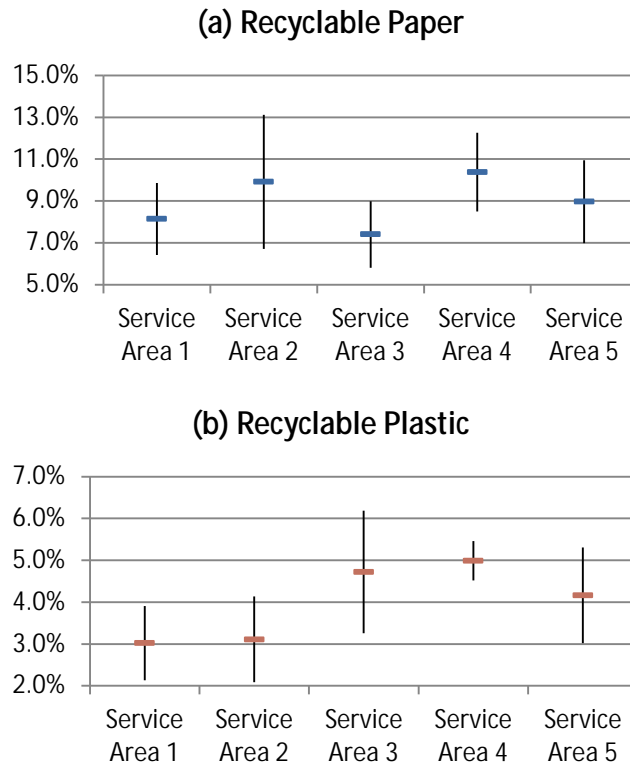 (a) Recyclable Paper
15.0%
13.0%
11.0%
9.0%
7.0%
5.0%
Service Area 1
Service Area 2
Service Area 3
Service Area 4
Service Area 5
(b) Recyclable Plastic
7.0%
6.0%
5.0%
4.0%
3.0%
2.0%
Service Area 1
Service Area 2
Service Area 3
Service Area 4
Service Area 5